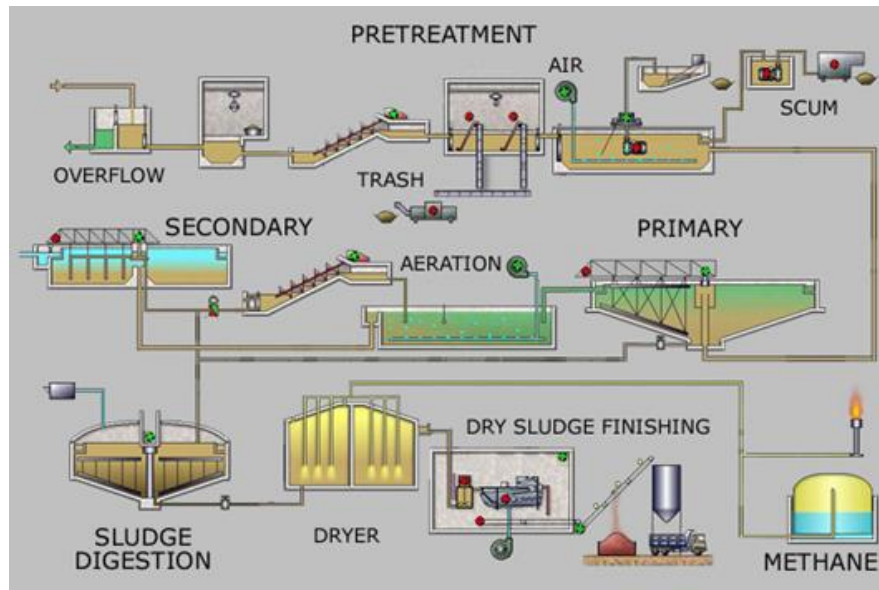 PRETREATMENT
AIR
SCUM
OVERFLOW
TRASH
SECONDARY
PRIMARY
AERATION
DRY SLUDGE FINISHING
SLUDGE
DIGESTION
DRYER
METHANE